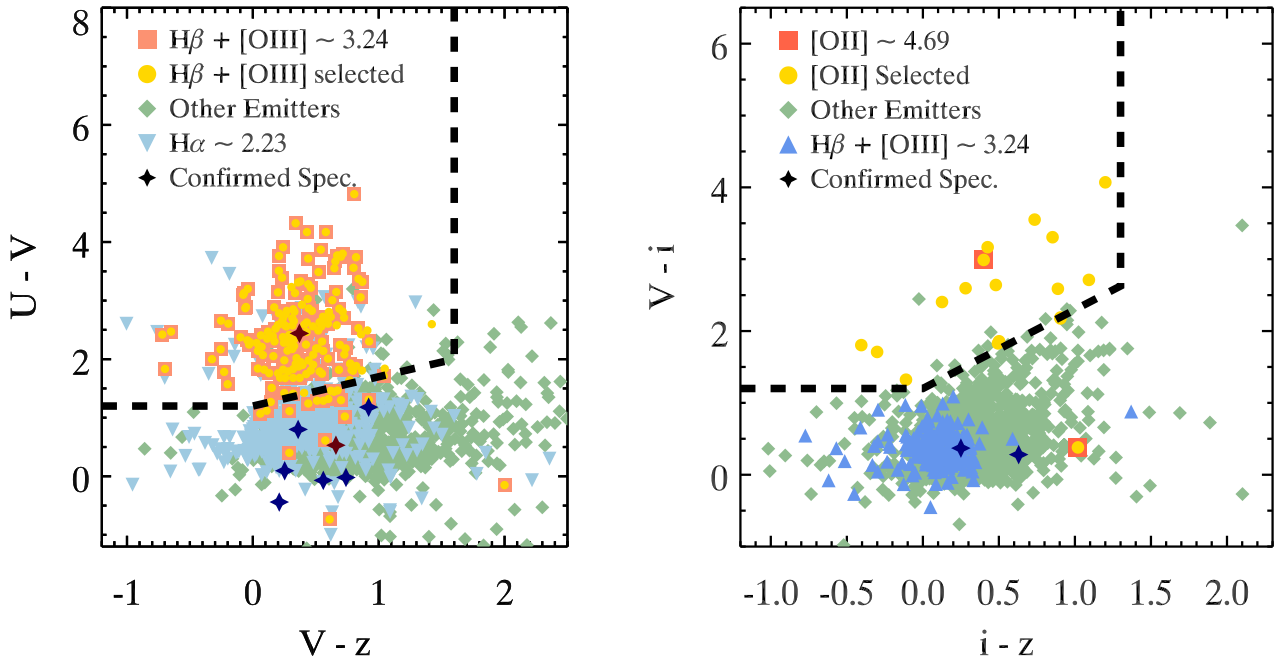 8
6
4
2
0
U - V
Hβ + [OIII] ~ 3.24
Hβ + [OIII] selected
Other Emitters
Hα ~ 2.23
Confirmed Spec.
-1 0 1 2
V - z
6
4
2
0
V - i
[OII] ~ 4.69
[OII] Selected
Other Emitters
Hβ + [OIII] ~ 3.24
Confirmed Spec.
-1.0 -0.5 0.0 0.5 1.0 1.5 2.0
i - z